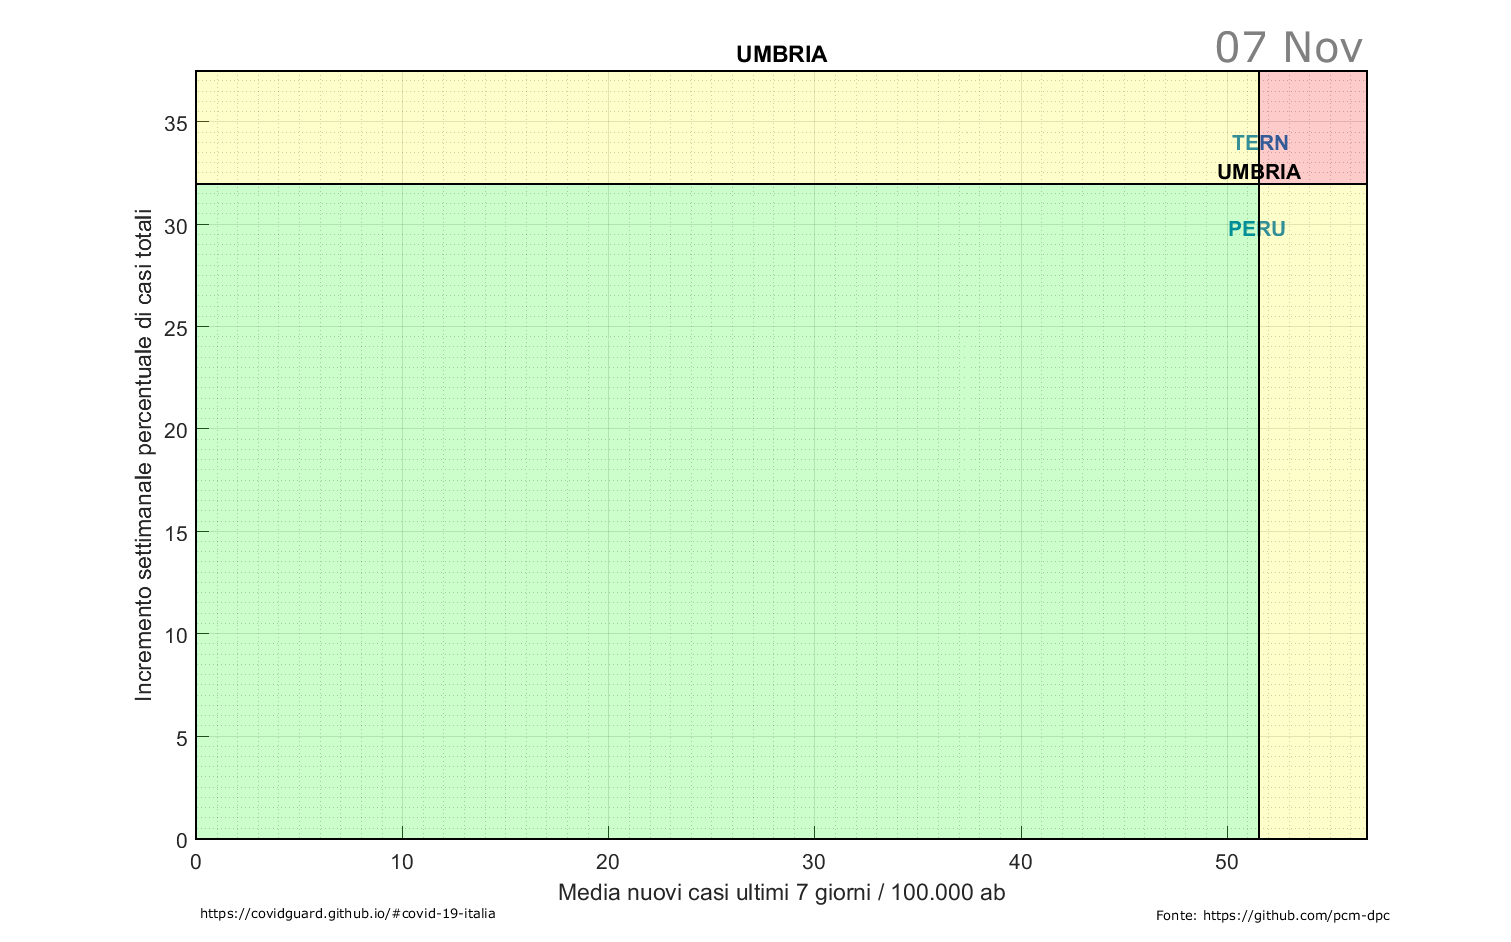 07 Nov
UMBRIA
35
30
25
20
15
10
5
0
Incremento settimanale percentuale di casi totali
TERN
UMBRIA
PERU
0 10 20 30 40 50
Media nuovi casi ultimi 7 giorni / 100.000 ab
https://covidguard.github.io/#covid-19-italia
Fonte: https://github.com/pcm-dpc